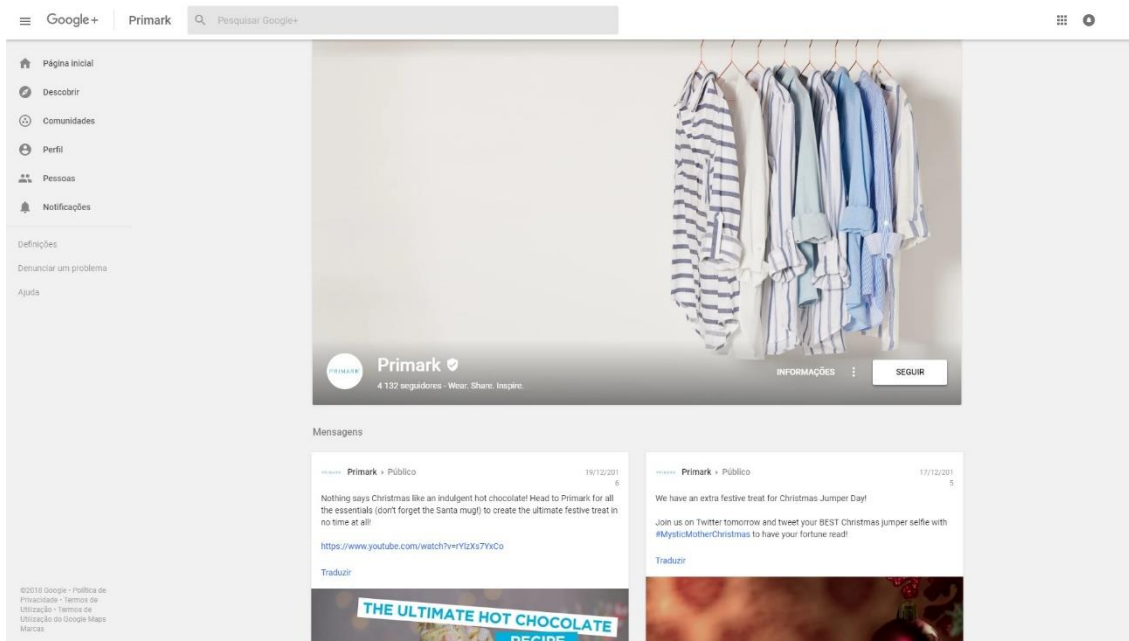 Google+ Primark Pesquisar Google+
Página inicial
Descobrir
Comunidades
Perfil
Pessoas
Notificações
Definições
Denunciar um problema
Ajuda
©2018 Google • Política de
Privacidade • Termos de
Utilização • Termos de
Utilização do Google Maps
Marcas
PRIMARK
Primark
4 132 seguidores - Wear. Share. Inspire.
INFORMAÇÕES SEGUIR
Mensagens
PRIMARK Primark › Público 19/12/201
6
Nothing says Christmas like an indulgent hot chocolate! Head to Primark for all
the essentials (don't forget the Santa mug!) to create the ultimate festive treat in
no time at all!
https://www.youtube.com/watch?v=rYlzXs7YxCo
Traduzir
THE ULTIMATE HOT CHOCOLATE
RECIPE
PRIMARK Primark › Público 17/12/201
5
We have an extra festive treat for Christmas Jumper Day!
Join us on Twitter tomorrow and tweet your BEST Christmas jumper selfie with
#MysticMotherChristmas to have your fortune read!
Traduzir